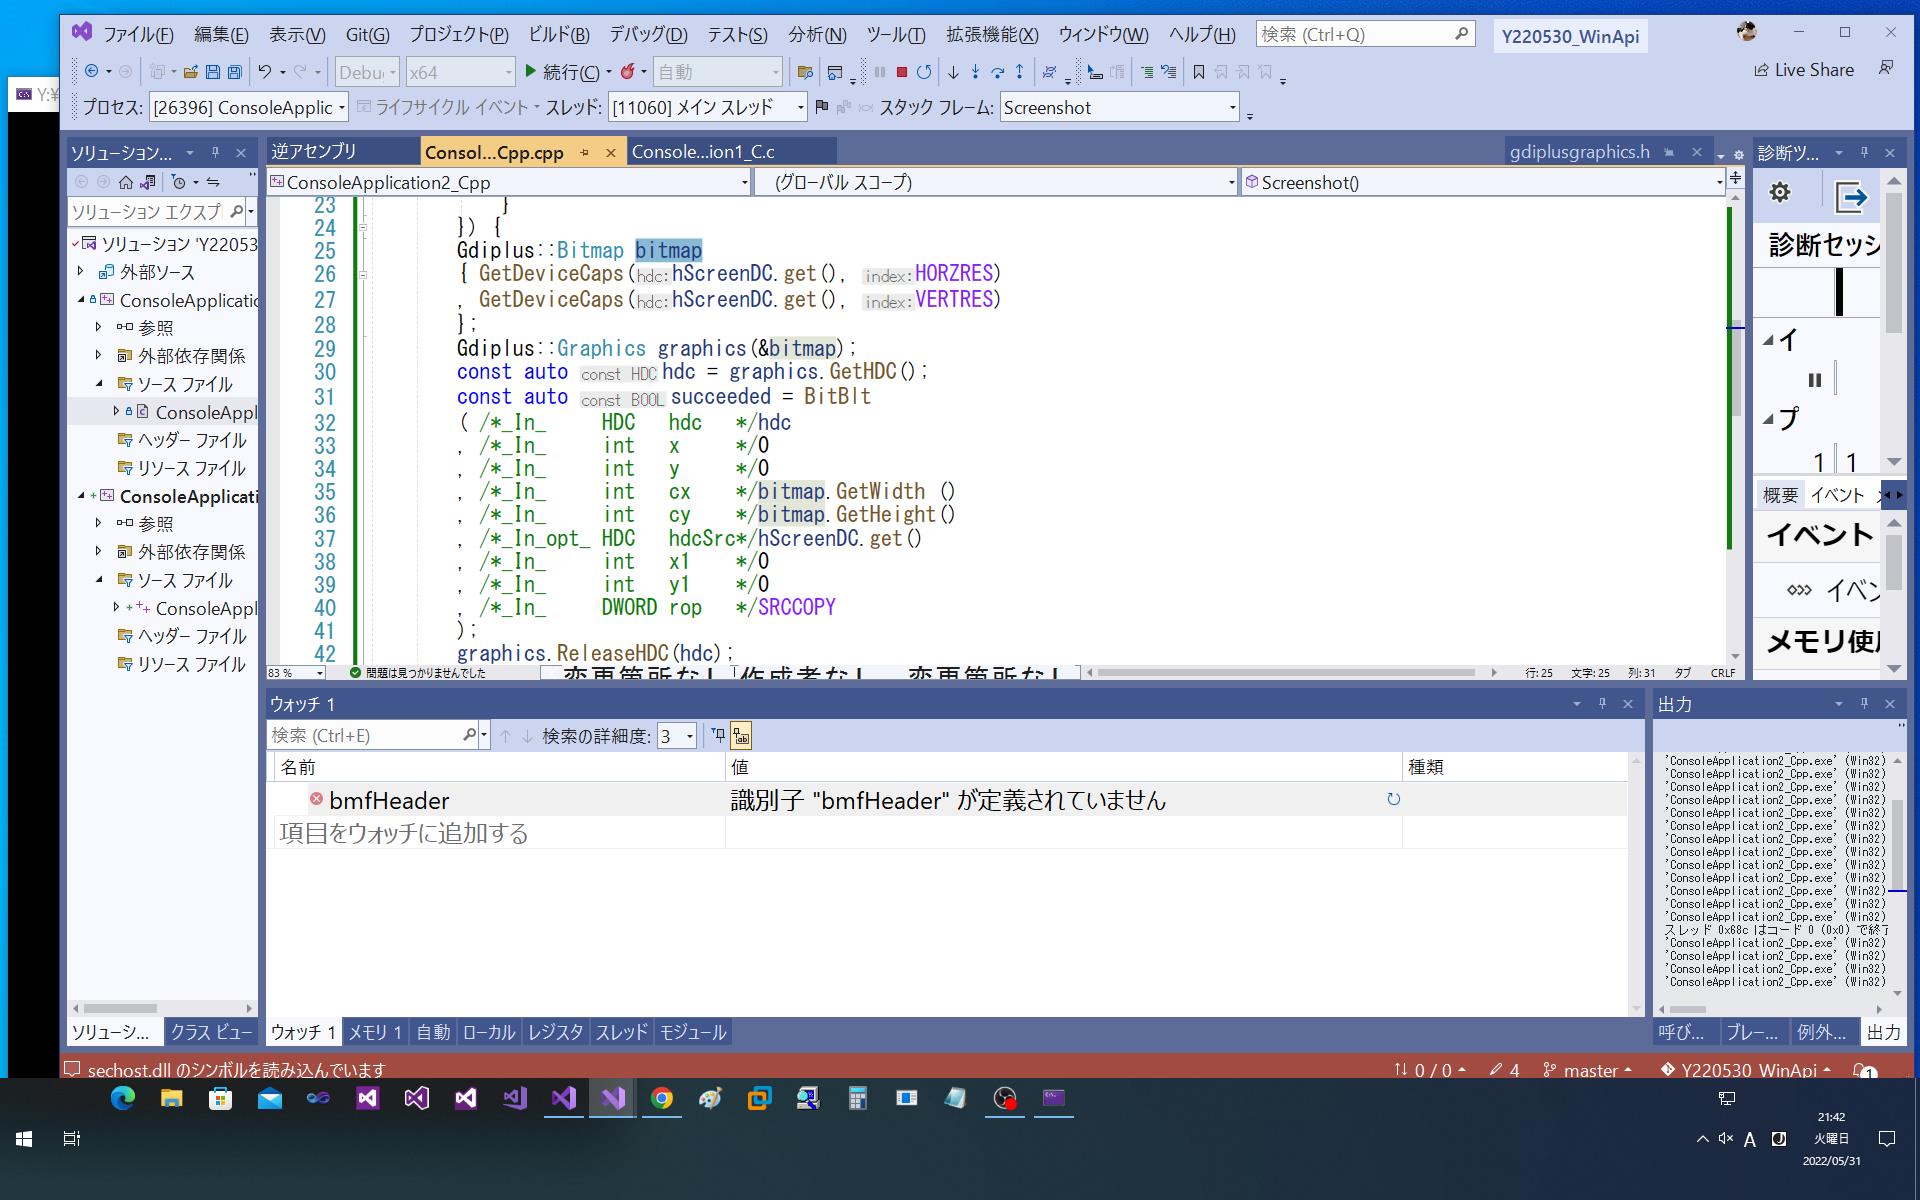 ファイル(F) 編集(E) 表示(V) Git(G) プロジェクト(P) ビルド(B) デバッグ(D) テスト(S) 分析(N) ツール(T) 拡張機能(X) ウィンドウ(W) ヘルプ(H) 検索 (Ctrl+Q) Y220530_WinApi
Debu x64 続行(C) 自動 Live Share
プロセス: [26396] ConsoleApplic ライフサイクル イベント スレッド: [11060] メイン スレッド スタック フレーム: Screenshot
ソリューション...
逆アセンブリ Consol...Cpp.cpp Console...ion1_C.c gdiplusgraphics.h
診断ツ...
ConsoleApplication2_Cpp (グローバル スコープ) Screenshot()
ソリューション エクスプ
ソリューション 'Y22053
外部ソース
ConsoleApplicatio
参照
外部依存関係
ソース ファイル
ConsoleAppl
ヘッダー ファイル
リソース ファイル
ConsoleApplicati
参照
外部依存関係
ソース ファイル
ConsoleAppl
ヘッダー ファイル
リソース ファイル
ソリューシ... クラス ビュー
23 }
24 }) {
25 Gdiplus::Bitmap bitmap
26 { GetDeviceCaps(hdc:hScreenDC.get(), index:HORZRES)
27 , GetDeviceCaps(hdc:hScreenDC.get(), index:VERTRES)
28 };
29 Gdiplus::Graphics graphics(&bitmap);
30 const auto const HDC hdc = graphics.GetHDC();
31 const auto const BOOL succeeded = BitBlt
32 ( /*_In_ HDC hdc */hdc
33 , /*_In_ int x */0
34 , /*_In_ int y */0
35 , /*_In_ int cx */bitmap.GetWidth ()
36 , /*_In_ int cy */bitmap.GetHeight()
37 , /*_In_opt_ HDC hdcSrc*/hScreenDC.get()
38 , /*_In_ int x1 */0
39 , /*_In_ int y1 */0
40 , /*_In_ DWORD rop */SRCCOPY
41 );
42 graphics.ReleaseHDC(hdc);
83 % 問題は見つかりませんでした 変更箇所なし 作成者なし、変更箇所なし 行: 25 文字: 25 列: 31 タブ CRLF
診断セッシ
イ
プ
1 1
概要 イベント
イベント
イベン
メモリ使用
ウォッチ 1
検索 (Ctrl+E) 検索の詳細度: 3
名前 値 種類
bmfHeader 識別子 "bmfHeader" が定義されていません
項目をウォッチに追加する
ウォッチ 1 メモリ 1 自動 ローカル レジスタ スレッド モジュール
出力
'ConsoleApplication2_Cpp.exe' (Win32)
'ConsoleApplication2_Cpp.exe' (Win32)
'ConsoleApplication2_Cpp.exe' (Win32)
'ConsoleApplication2_Cpp.exe' (Win32)
'ConsoleApplication2_Cpp.exe' (Win32)
'ConsoleApplication2_Cpp.exe' (Win32)
'ConsoleApplication2_Cpp.exe' (Win32)
'ConsoleApplication2_Cpp.exe' (Win32)
'ConsoleApplication2_Cpp.exe' (Win32)
'ConsoleApplication2_Cpp.exe' (Win32)
'ConsoleApplication2_Cpp.exe' (Win32)
'ConsoleApplication2_Cpp.exe' (Win32)
'ConsoleApplication2_Cpp.exe' (Win32)
スレッド 0x68c はコード 0 (0x0) で終了
'ConsoleApplication2_Cpp.exe' (Win32)
'ConsoleApplication2_Cpp.exe' (Win32)
'ConsoleApplication2_Cpp.exe' (Win32)
'ConsoleApplication2_Cpp.exe' (Win32)
呼び... ブレー... 例外... 出力
sechost.dll のシンボルを読み込んでいます 0 / 0 4 master Y220530_WinApi 1
21:42
A 火曜日
2022/05/31